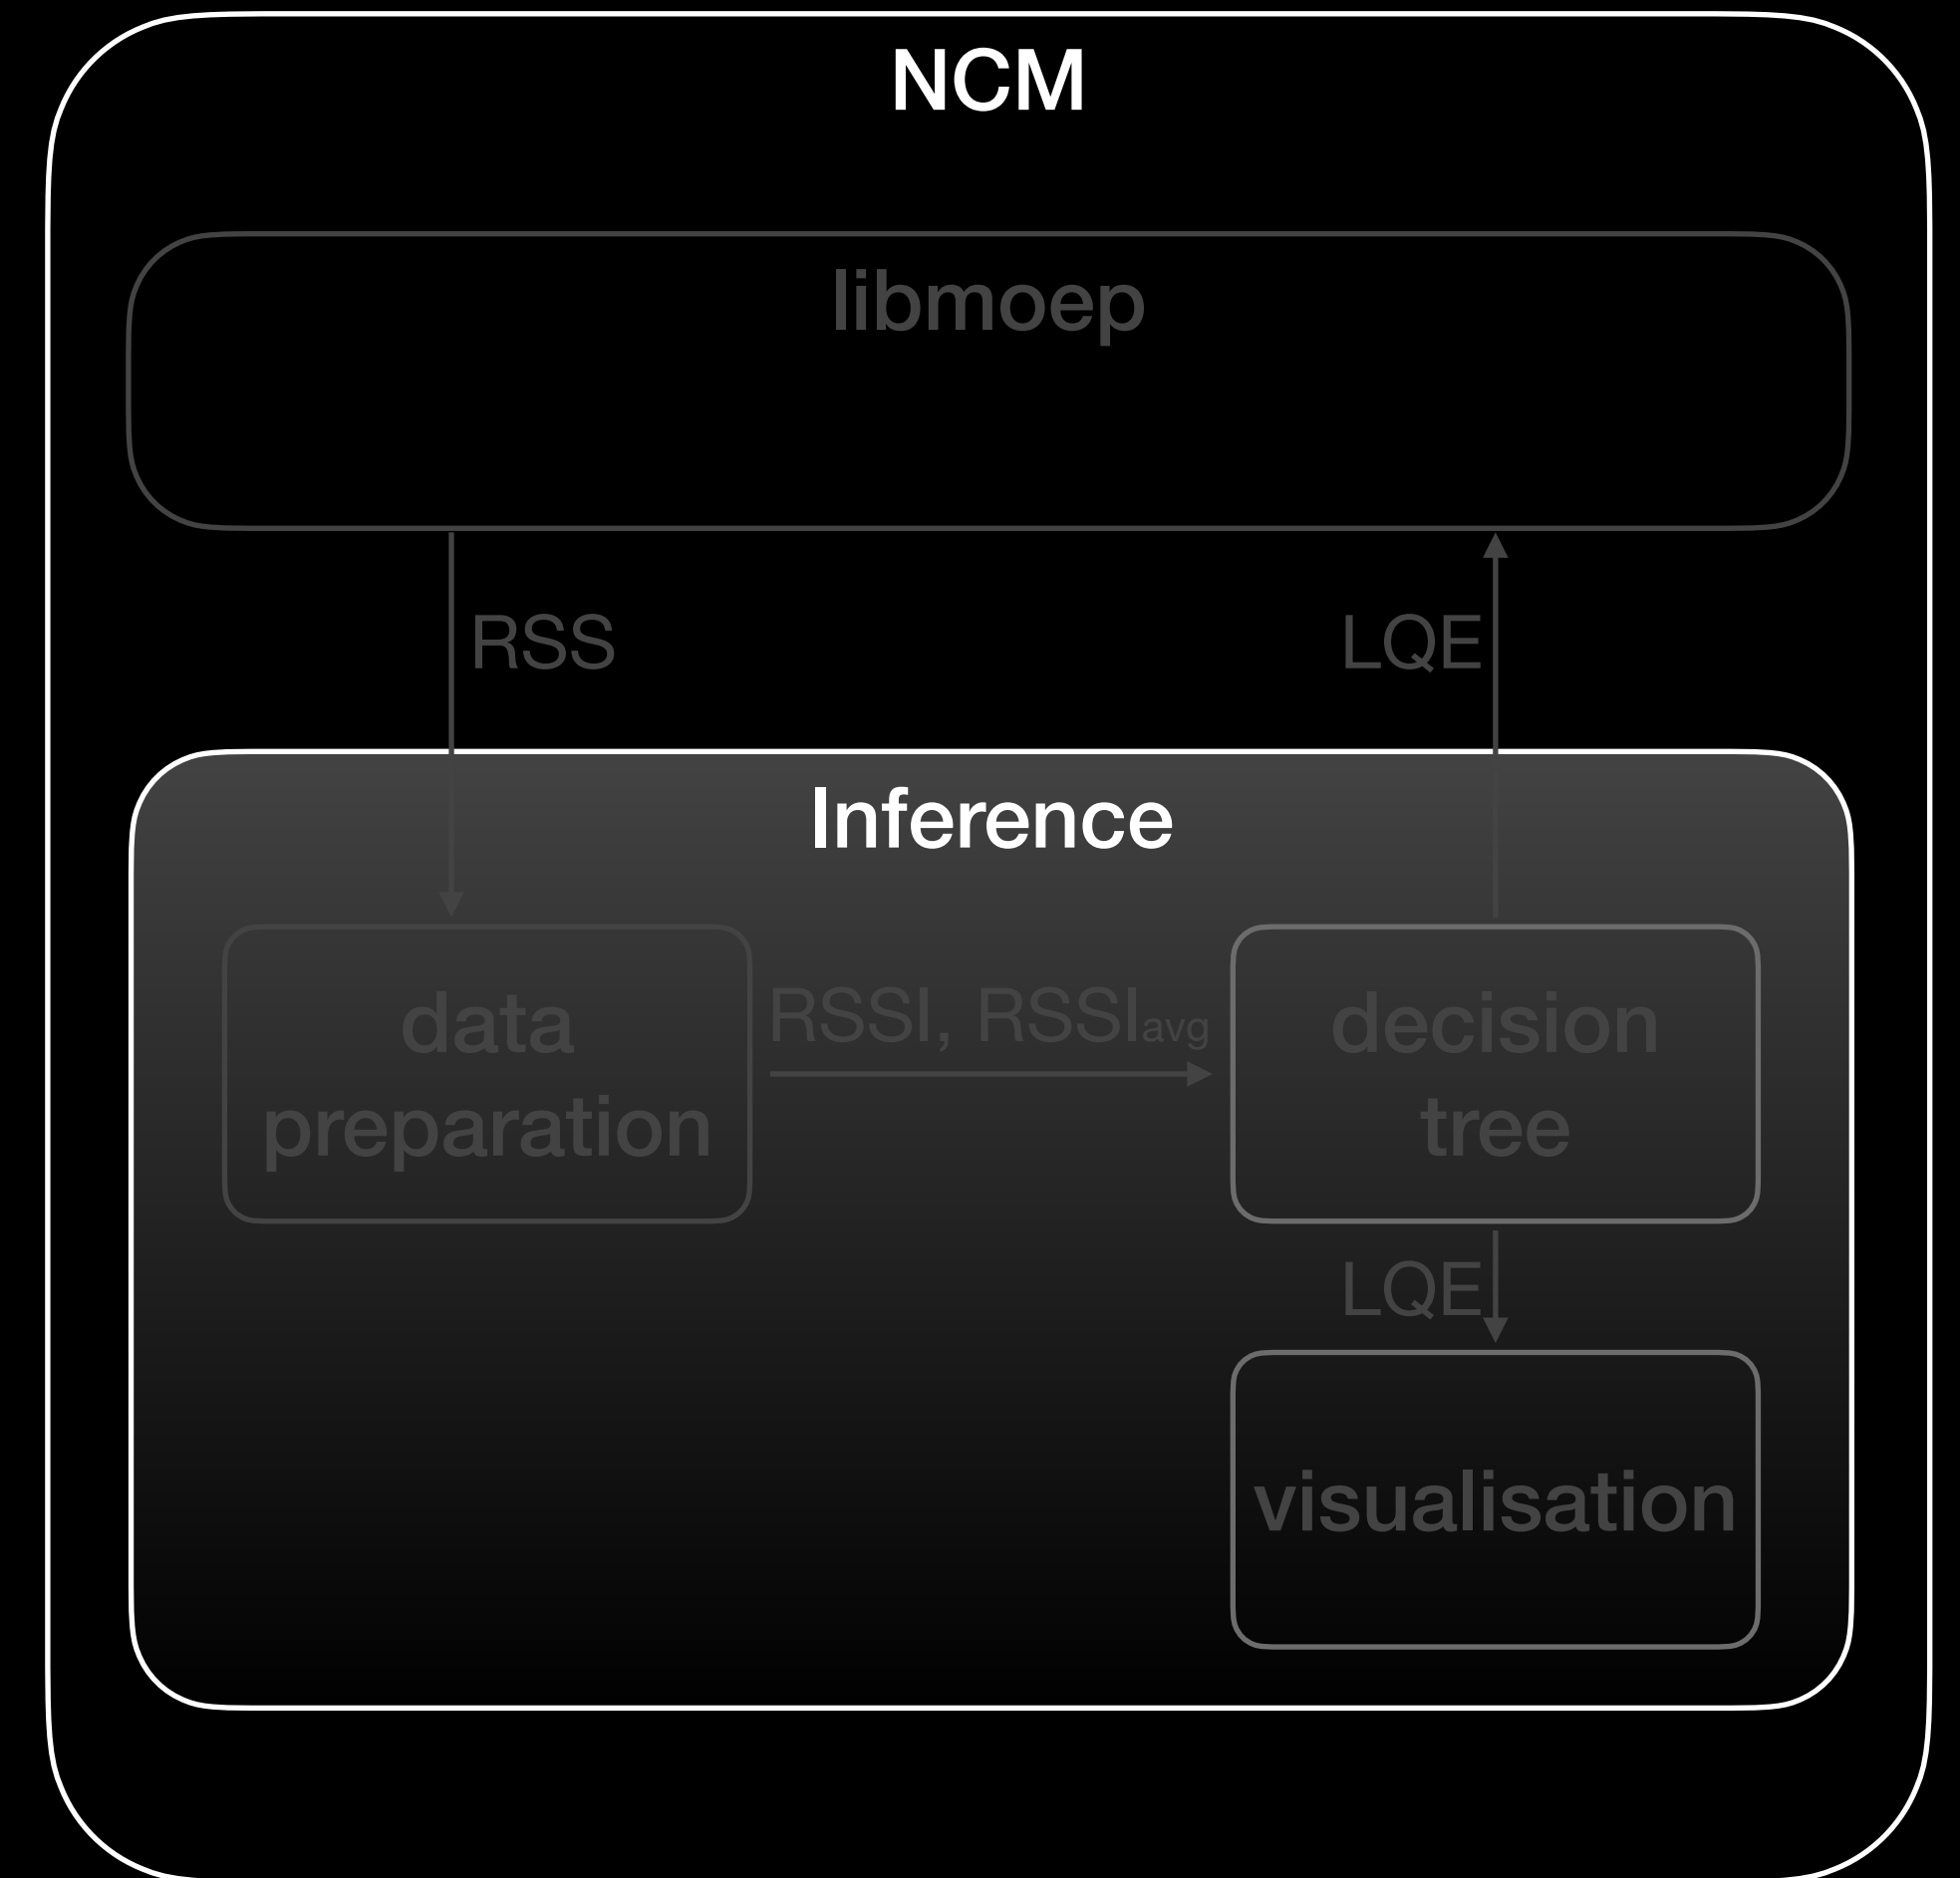 NCM
libmoep
RSS
LQE
Inference
data
preparation
RSSI, RSSIavg
decision
tree
LQE
visualisation